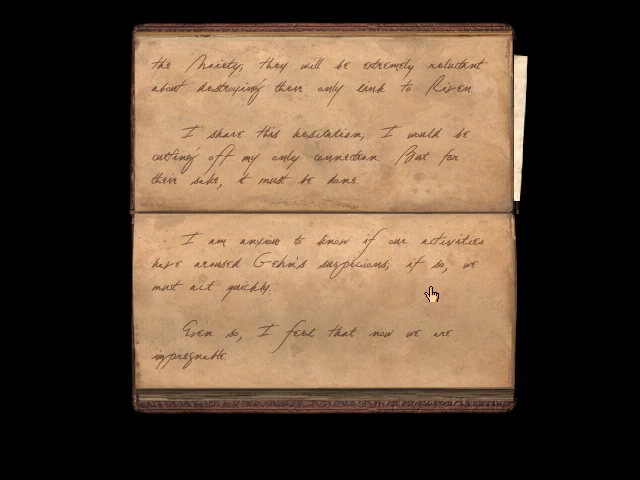 the Moiety; they will be extremely reluctant
about destroying their only link to Riven
I share this hesitation; I would be
cutting off my only connection But for
their sake, it must be done.
I am anxious to know if our activities
have aroused Gehn's suspicions; if so, we
must act quickly.
Even so, I feel that now we are
impregnable.